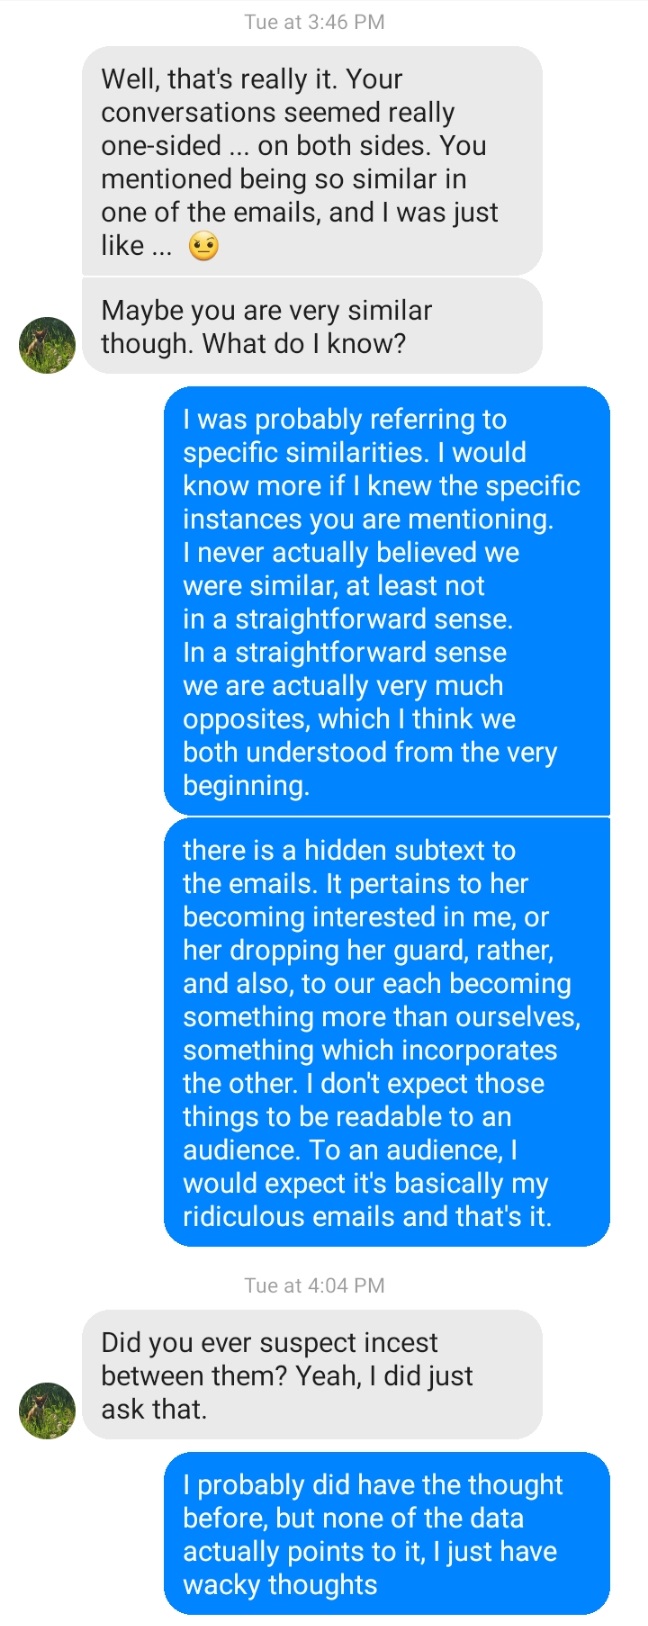 Tue at 3:46 PM
Well, that's really it. Your
conversations seemed really
one-sided ... on both sides. You
mentioned being so similar in
one of the emails, and I was just
like ... 🤨
Maybe you are very similar
though. What do I know?
I was probably referring to
specific similarities. I would
know more if I knew the specific
instances you are mentioning.
I never actually believed we
were similar, at least not
in a straightforward sense.
In a straightforward sense
we are actually very much
opposites, which I think we
both understood from the very
beginning.
there is a hidden subtext to
the emails. It pertains to her
becoming interested in me, or
her dropping her guard, rather,
and also, to our each becoming
something more than ourselves,
something which incorporates
the other. I don't expect those
things to be readable to an
audience. To an audience, I
would expect it's basically my
ridiculous emails and that's it.
Tue at 4:04 PM
Did you ever suspect incest
between them? Yeah, I did just
ask that.
I probably did have the thought
before, but none of the data
actually points to it, I just have
wacky thoughts